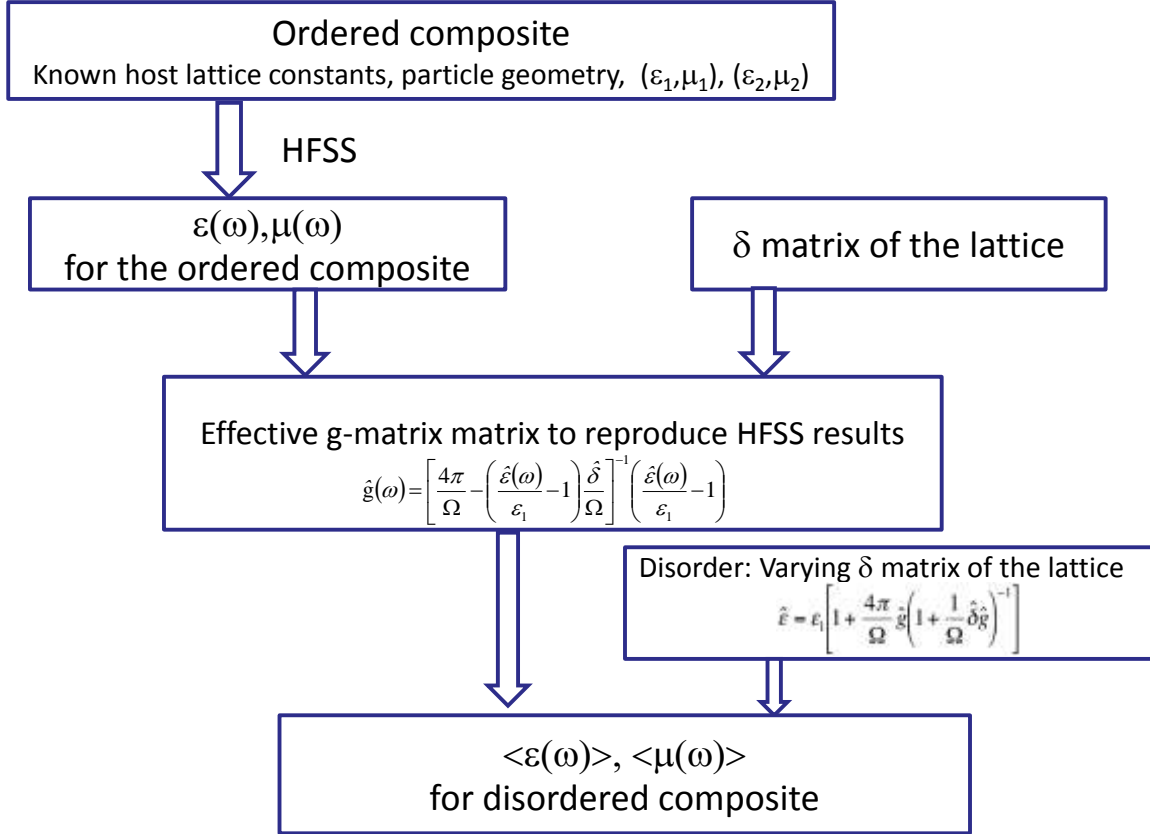 Ordered composite
Known host lattice constants, particle geometry, (ε₁,μ₁), (ε₂,μ₂)
HFSS
ε(ω),μ(ω)
for the ordered composite
δ matrix of the lattice
Effective g-matrix matrix to reproduce HFSS results
ĝ(ω)=[4π/Ω−(ε̂(ω)/ε₁−1)δ̂/Ω]⁻¹(ε̂(ω)/ε₁−1)
Disorder: Varying δ matrix of the lattice
ε̂=ε₁[1+4π/Ω ĝ(1+1/Ω δ̂ĝ)⁻¹]
<ε(ω)>, <μ(ω)>
for disordered composite